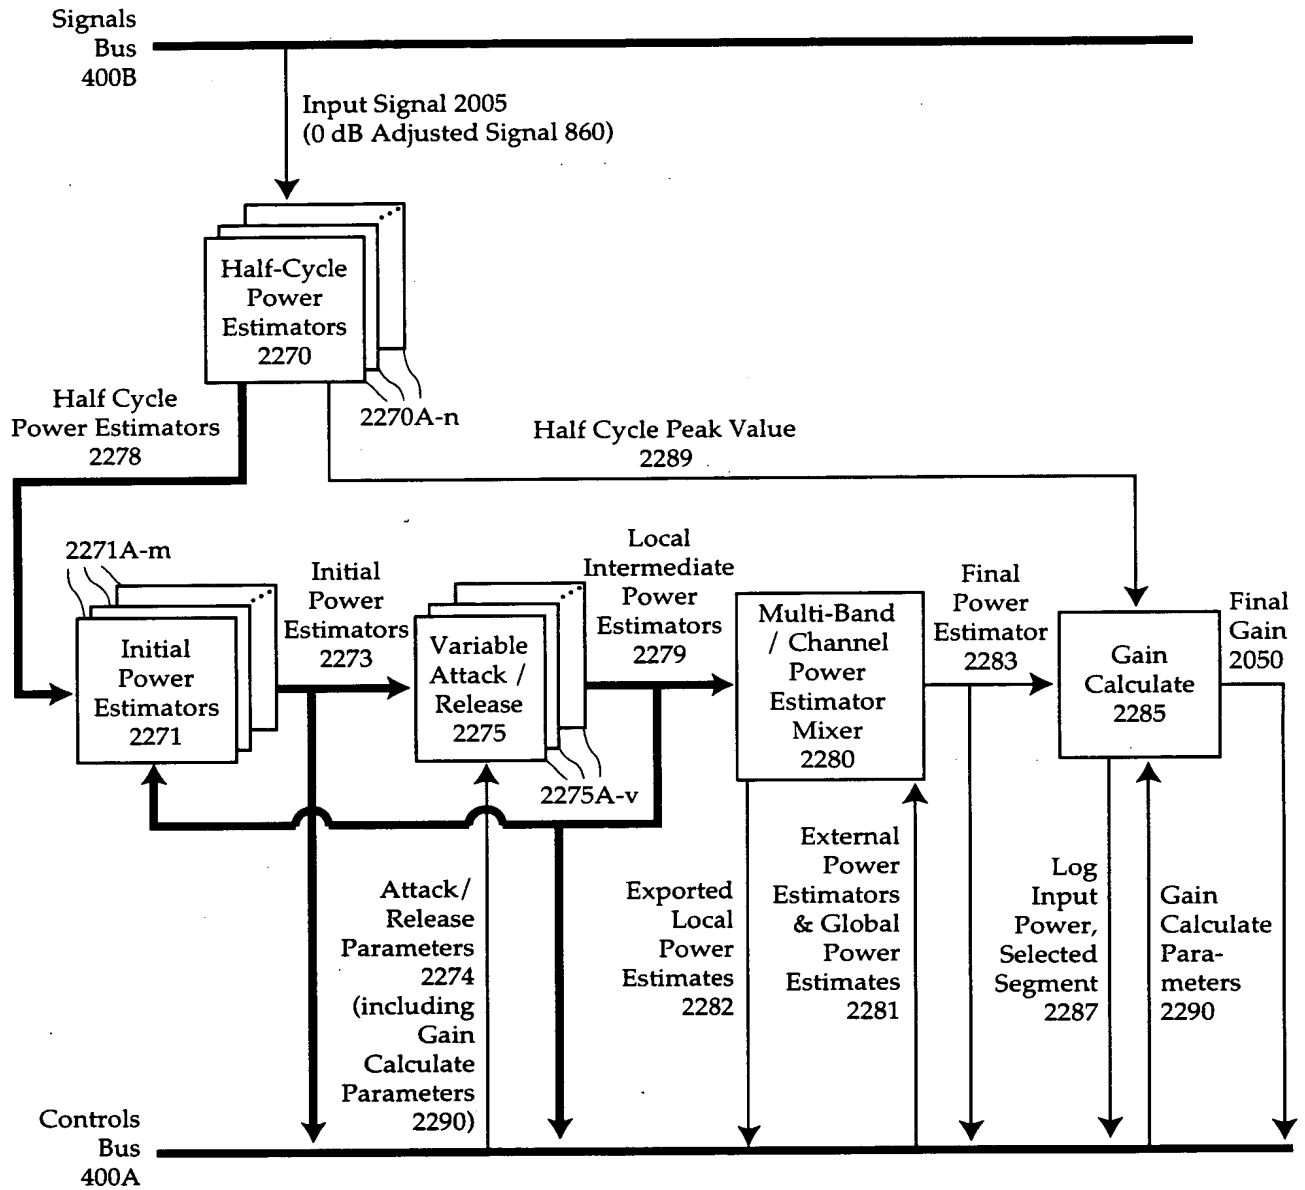 Signals
Bus
400B
Input Signal 2005
(0 dB Adjusted Signal 860)
Half-Cycle
Power
Estimators
2270
2270A-n
Half Cycle
Power Estimators
2278
Half Cycle Peak Value
2289
2271A-m
Initial
Power
Estimators
2271
Initial
Power
Estimators
2273
Variable
Attack /
Release
2275
2275A-v
Local
Intermediate
Power
Estimators
2279
Multi-Band
/ Channel
Power
Estimator
Mixer
2280
Final
Power
Estimator
2283
Gain
Calculate
2285
Final
Gain
2050
Attack/
Release
Parameters
2274
(including
Gain
Calculate
Parameters
2290)
Exported
Local
Power
Estimates
2282
External
Power
Estimators
& Global
Power
Estimates
2281
Log
Input
Power,
Selected
Segment
2287
Gain
Calculate
Para-
meters
2290
Controls
Bus
400A